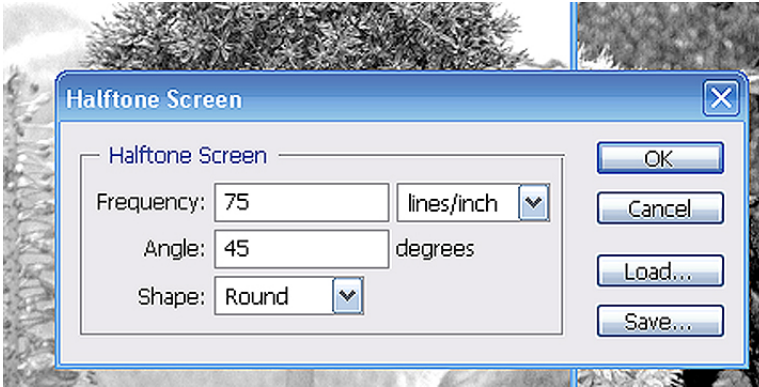 Halftone Screen
Halftone Screen
Frequency: 75 lines/inch
Angle: 45 degrees
Shape: Round
OK
Cancel
Load...
Save...